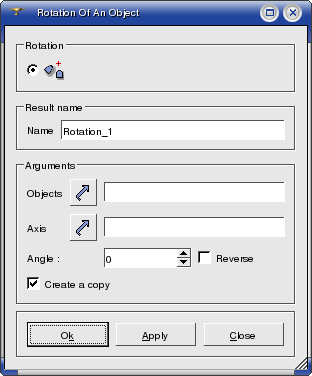 Rotation Of An Object
Rotation
Result name
Name Rotation_1
Arguments
Objects
Axis
Angle : 0 Reverse
Create a copy
Ok Apply Close